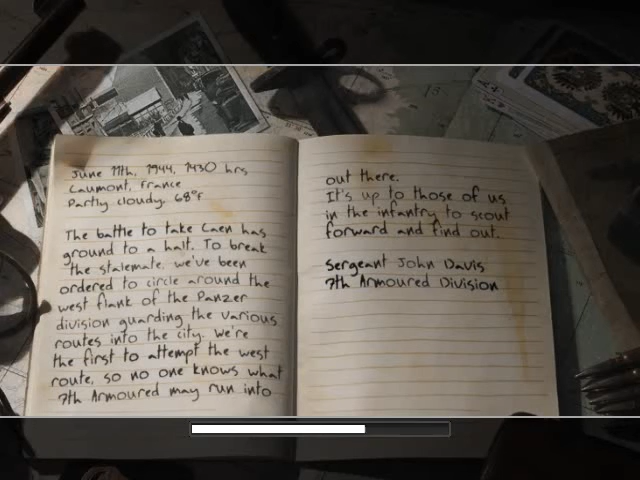 June 11th, 1944, 1430 hrs
Caumont, France
Partly cloudy, 68°F
The battle to take Caen has
ground to a halt. To break
the stalemate, we've been
ordered to circle around the
west flank of the Panzer
division guarding the various
routes into the city. We're
the first to attempt the west
route, so no one knows what
7th Armoured may run into
out there.
It's up to those of us
in the infantry to scout
forward and find out.
Sergeant John Davis
7th Armoured Division